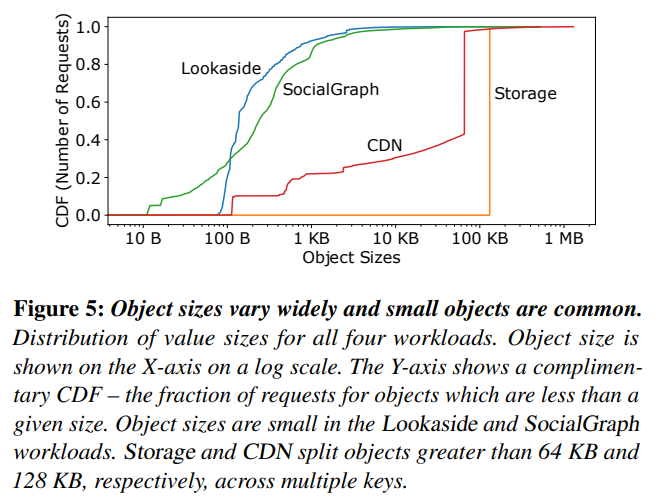 CDF (Number of Requests)
1.0
0.8
0.6
0.4
0.2
0.0
Lookaside
SocialGraph
Storage
CDN
10 B 100 B 1 KB 10 KB 100 KB 1 MB
Object Sizes
Figure 5: Object sizes vary widely and small objects are common.
Distribution of value sizes for all four workloads. Object size is
shown on the X-axis on a log scale. The Y-axis shows a complimen-
tary CDF – the fraction of requests for objects which are less than a
given size. Object sizes are small in the Lookaside and SocialGraph
workloads. Storage and CDN split objects greater than 64 KB and
128 KB, respectively, across multiple keys.